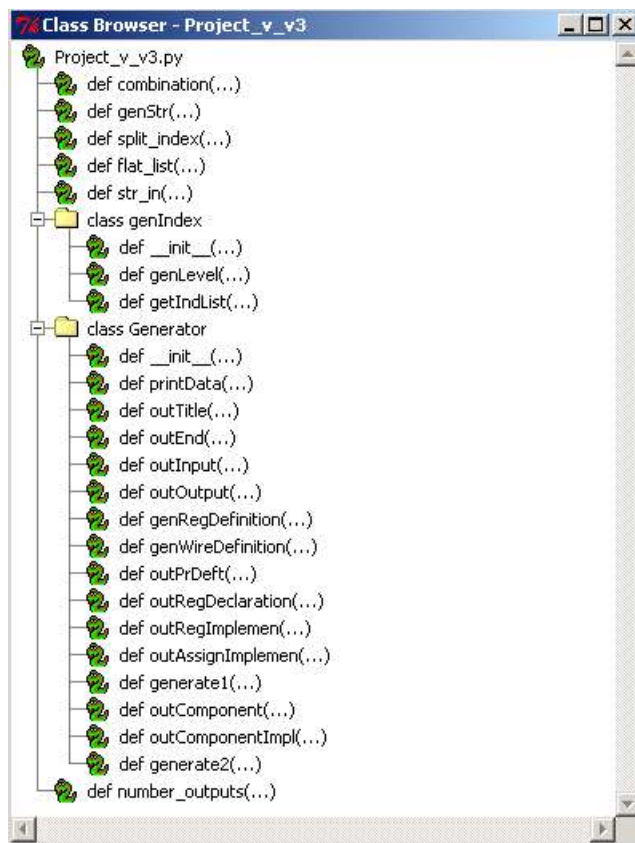 Class Browser - Project_v_v3
Project_v_v3.py
def combination(...)
def genStr(...)
def split_index(...)
def flat_list(...)
def str_in(...)
class genIndex
def __init__(...)
def genLevel(...)
def getIndList(...)
class Generator
def __init__(...)
def printData(...)
def outTitle(...)
def outEnd(...)
def outInput(...)
def outOutput(...)
def genRegDefinition(...)
def genWireDefinition(...)
def outPrDeft(...)
def outRegDeclaration(...)
def outRegImplemen(...)
def outAssignImplemen(...)
def generate1(...)
def outComponent(...)
def outComponentImpl(...)
def generate2(...)
def number_outputs(...)